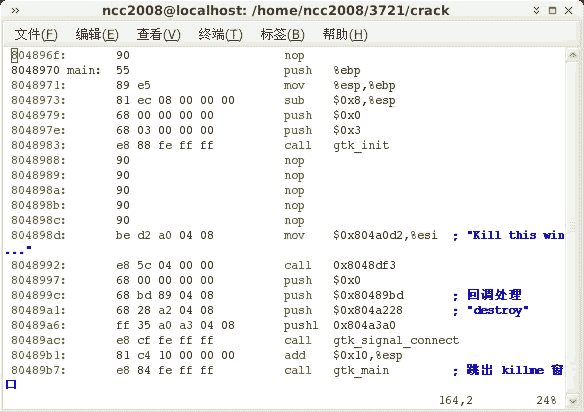 ncc2008@localhost: /home/ncc2008/3721/crack
文件(F) 编辑(E) 查看(V) 终端(T) 标签(B) 帮助(H)
804896f: 90 nop
8048970 main: 55 push %ebp
8048971: 89 e5 mov %esp,%ebp
8048973: 81 ec 08 00 00 00 sub $0x8,%esp
8048979: 68 00 00 00 00 push $0x0
804897e: 68 03 00 00 00 push $0x3
8048983: e8 88 fe ff ff call gtk_init
8048988: 90 nop
8048989: 90 nop
804898a: 90 nop
804898b: 90 nop
804898c: 90 nop
804898d: be d2 a0 04 08 mov $0x804a0d2,%esi ; "Kill this win
..."
8048992: e8 5c 04 00 00 call 0x8048df3
8048997: 68 00 00 00 00 push $0x0
804899c: 68 bd 89 04 08 push $0x80489bd ; 回调处理
80489a1: 68 28 a2 04 08 push $0x804a228 ; "destroy"
80489a6: ff 35 a0 a3 04 08 pushl 0x804a3a0
80489ac: e8 cf fe ff ff call gtk_signal_connect
80489b1: 81 c4 10 00 00 00 add $0x10,%esp
80489b7: e8 84 fe ff ff call gtk_main ; 跳出 killme 窗
口
164,2 24%